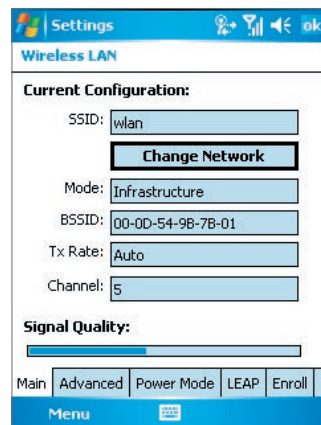 Settings ok
Wireless LAN
Current Configuration:
SSID: wlan
Change Network
Mode: Infrastructure
BSSID: 00-0D-54-9B-7B-01
Tx Rate: Auto
Channel: 5
Signal Quality:
Main Advanced Power Mode LEAP Enroll
Menu